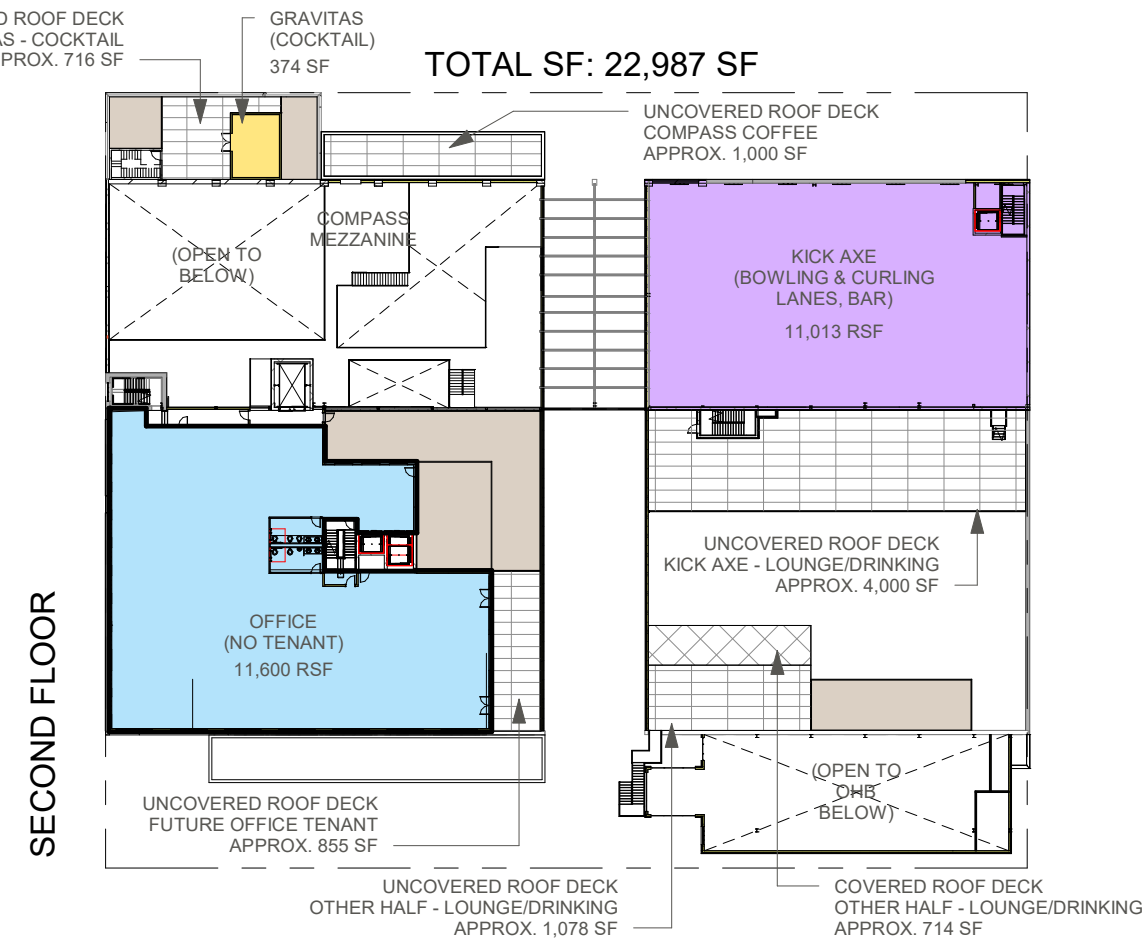 D ROOF DECK
AS - COCKTAIL
PPROX. 716 SF
GRAVITAS
(COCKTAIL)
374 SF
TOTAL SF: 22,987 SF
UNCOVERED ROOF DECK
COMPASS COFFEE
APPROX. 1,000 SF
COMPASS
MEZZANINE
(OPEN TO
BELOW)
KICK AXE
(BOWLING & CURLING
LANES, BAR)
11,013 RSF
UNCOVERED ROOF DECK
KICK AXE - LOUNGE/DRINKING
APPROX. 4,000 SF
OFFICE
(NO TENANT)
11,600 RSF
SECOND FLOOR
(OPEN TO
OHB
BELOW)
UNCOVERED ROOF DECK
FUTURE OFFICE TENANT
APPROX. 855 SF
UNCOVERED ROOF DECK
OTHER HALF - LOUNGE/DRINKING
APPROX. 1,078 SF
COVERED ROOF DECK
OTHER HALF - LOUNGE/DRINKING
APPROX. 714 SF